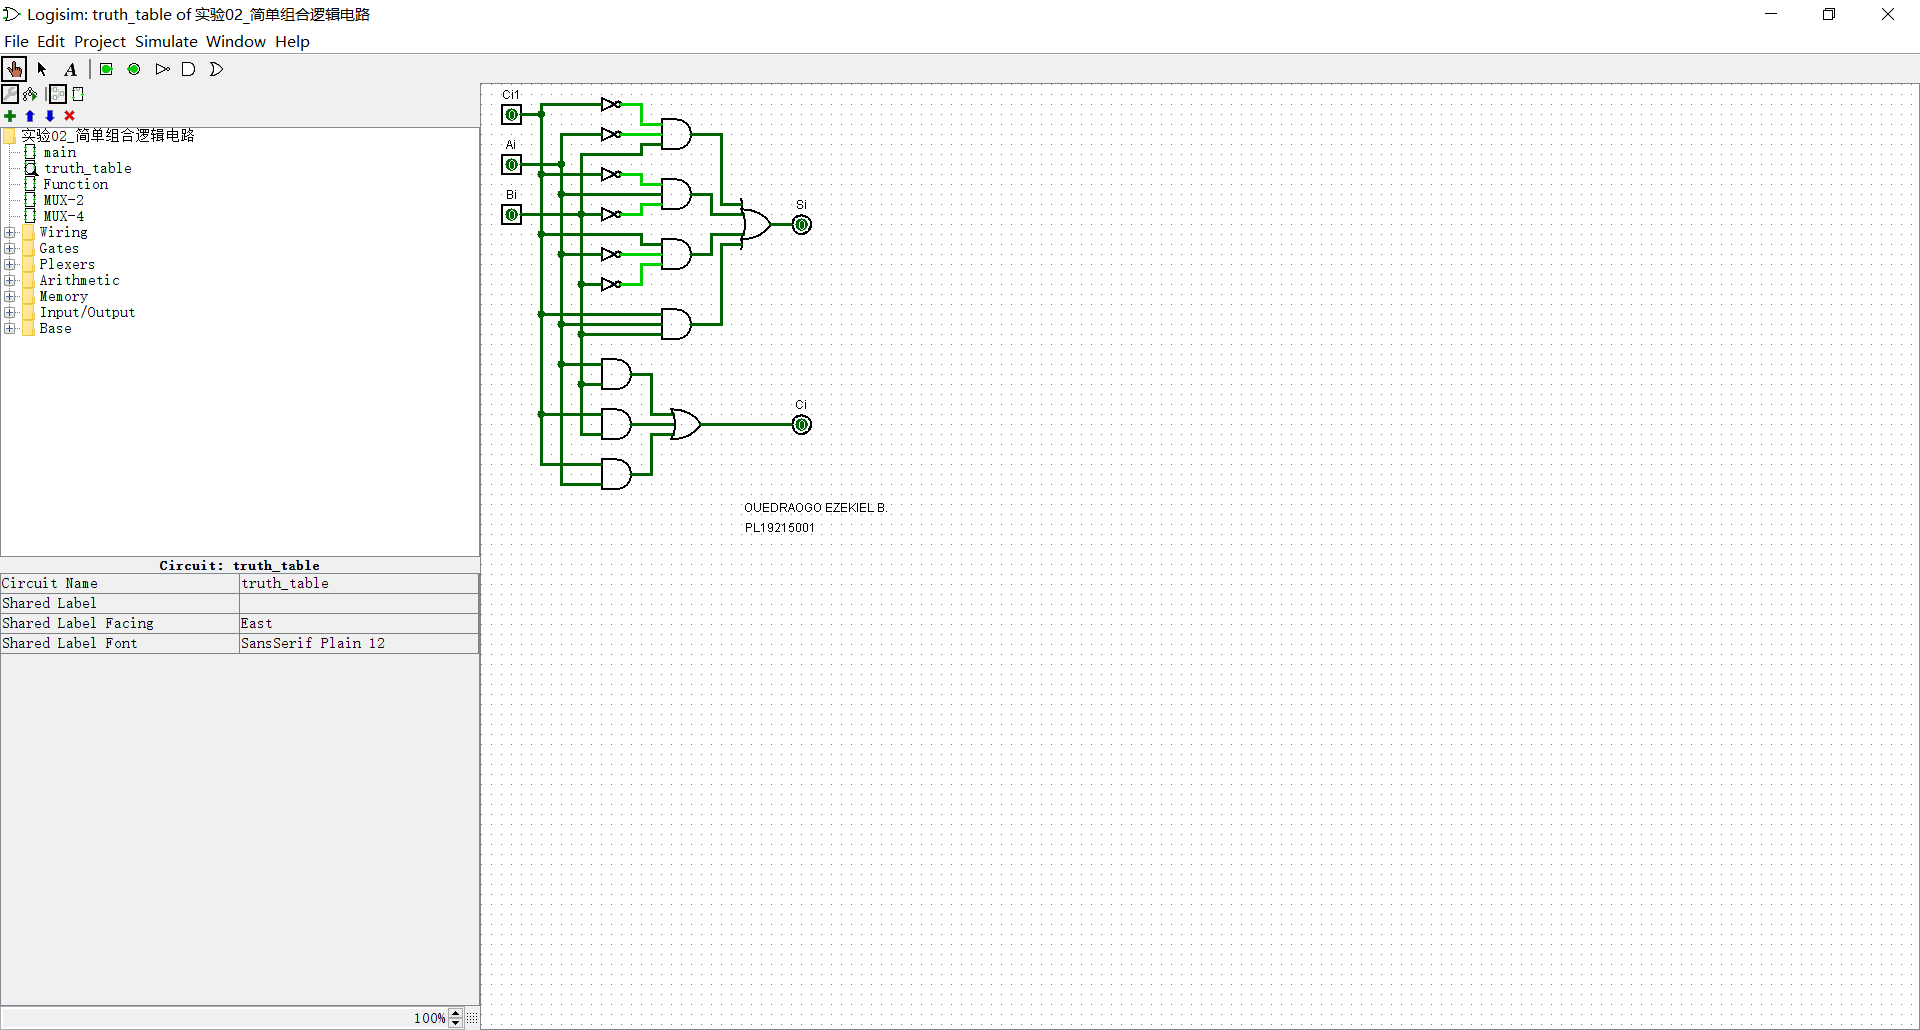 Logisim: truth_table of 实验02_简单组合逻辑电路
File Edit Project Simulate Window Help
A
实验02_简单组合逻辑电路
main
truth_table
Function
MUX-2
MUX-4
Wiring
Gates
Plexers
Arithmetic
Memory
Input/Output
Base
Circuit: truth_table
Circuit Name truth_table
Shared Label
Shared Label Facing East
Shared Label Font SansSerif Plain 12
100%
Ci1
0
Ai
0
Bi
0
Si
0
Ci
0
OUEDRAOGO EZEKIEL B.
PL19215001